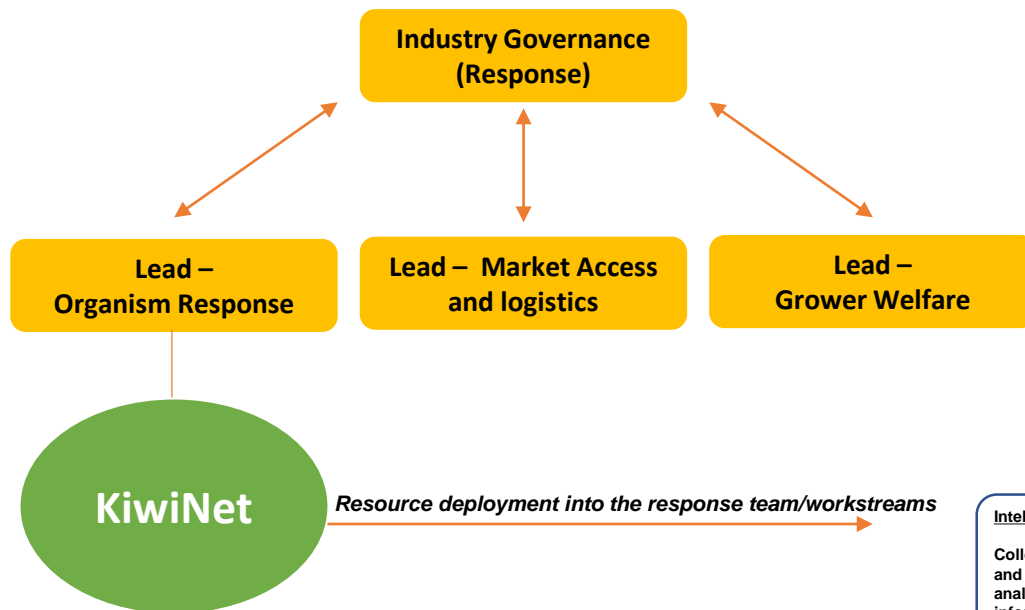 Industry Governance
(Response)
Lead –
Organism Response
Lead – Market Access
and logistics
Lead –
Grower Welfare
KiwiNet
Resource deployment into the response team/workstreams
and